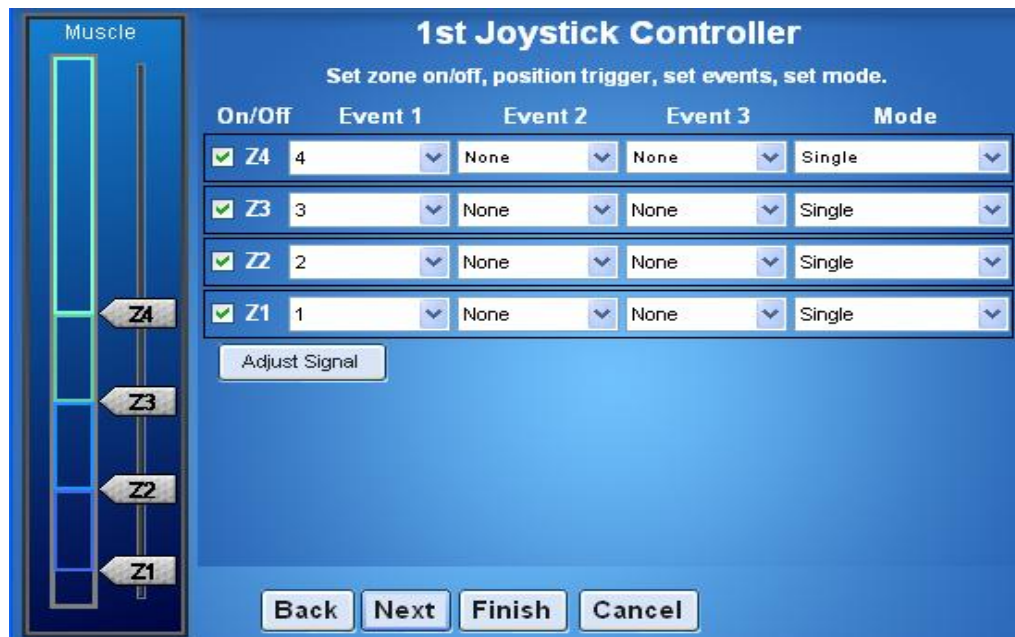 Muscle
1st Joystick Controller
Set zone on/off, position trigger, set events, set mode.
On/Off Event 1 Event 2 Event 3 Mode
Z4 4 None None Single
Z3 3 None None Single
Z2 2 None None Single
Z1 1 None None Single
Adjust Signal
Z4
Z3
Z2
Z1
Back Next Finish Cancel